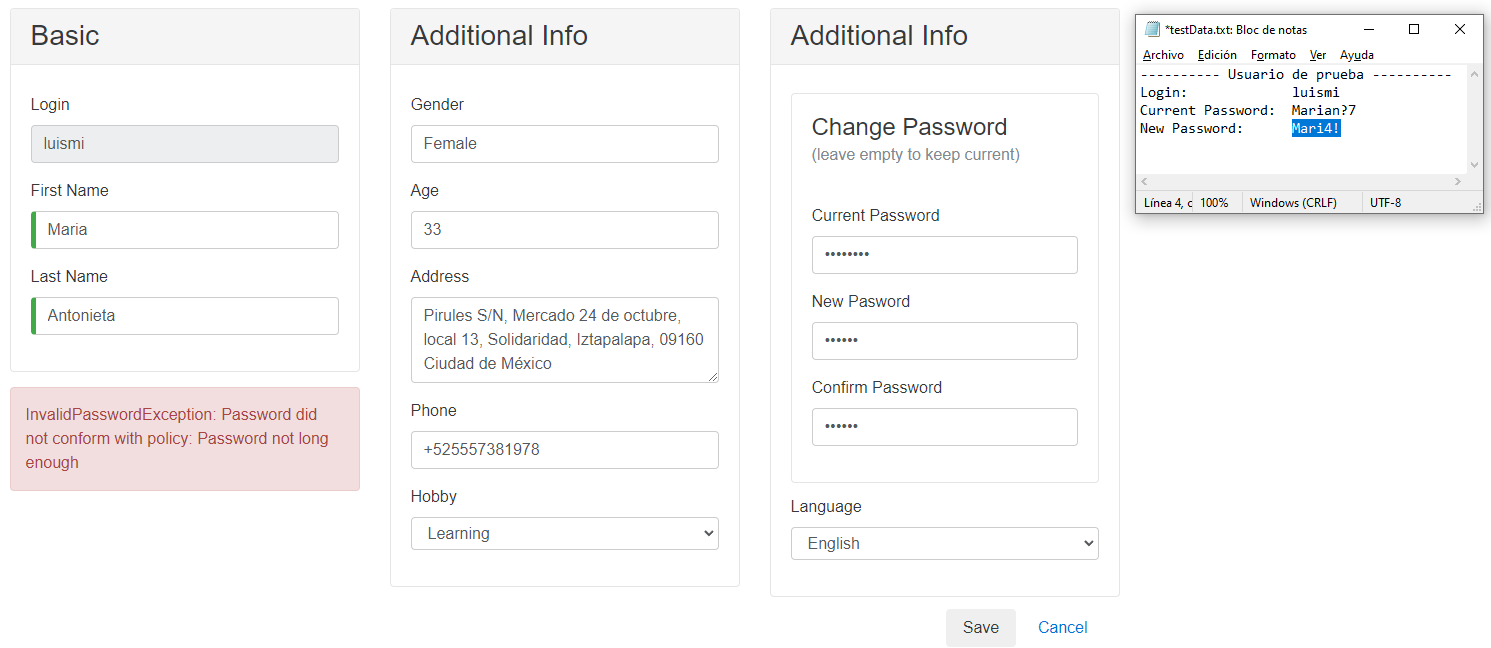 Basic
Login
luismi
First Name
Maria
Last Name
Antonieta
InvalidPasswordException: Password did
not conform with policy: Password not long
enough
Additional Info
Gender
Female
Age
33
Address
Pirules S/N, Mercado 24 de octubre,
local 13, Solidaridad, Iztapalapa, 09160
Ciudad de México
Phone
+525557381978
Hobby
Learning
Additional Info
Change Password
(leave empty to keep current)
Current Password
••••••••
New Pasword
••••••
Confirm Password
••••••
Language
English
Save Cancel
*testData.txt: Bloc de notas
Archivo Edición Formato Ver Ayuda
---------- Usuario de prueba ----------
Login: luismi
Current Password: Marian?7
New Password: Mari4!
Línea 4, c 100% Windows (CRLF) UTF-8